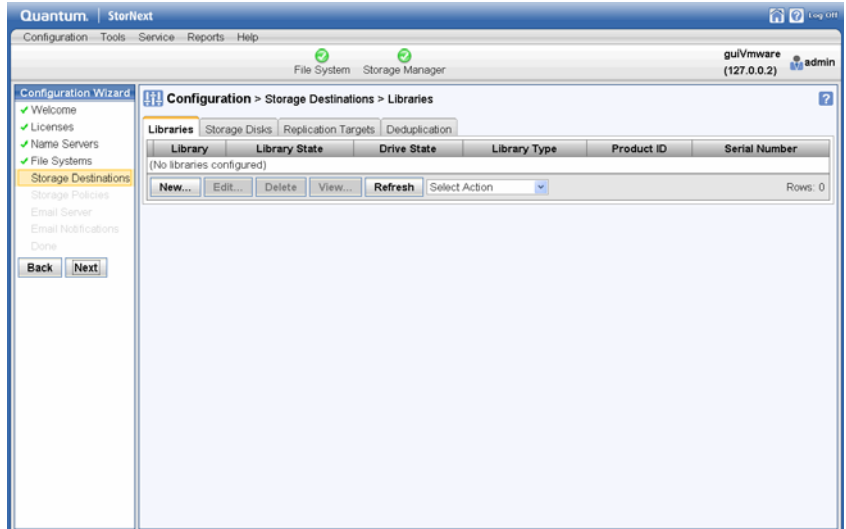 Quantum. StorNext Log Off
Configuration Tools Service Reports Help
File System Storage Manager
guiVmware
(127.0.0.2)
admin
Configuration Wizard
Welcome
Licenses
Name Servers
File Systems
Storage Destinations
Storage Policies
Email Server
Email Notifications
Done
Back Next
Configuration > Storage Destinations > Libraries ?
Libraries Storage Disks Replication Targets Deduplication
Library Library State Drive State Library Type Product ID Serial Number
(No libraries configured)
New... Edit... Delete View... Refresh Select Action Rows: 0